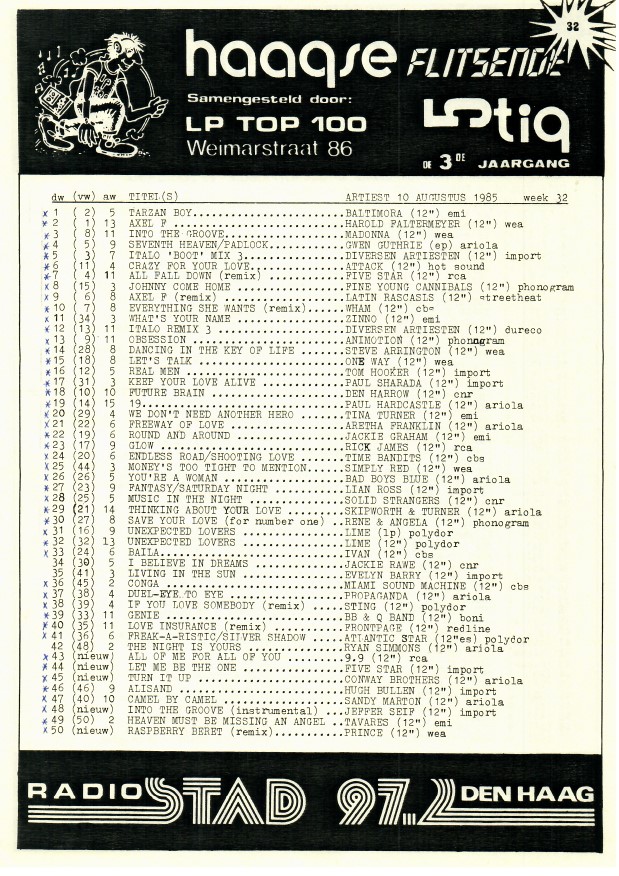 32
haagse FLITSENDE
Samengesteld door:
LP TOP 100
Weimarstraat 86
5tig
DE 3DE JAARGANG
dw (vw) aw TITEL(S) ARTIEST 10 AUGUSTUS 1985 week 32
x 1 ( 2) 5 TARZAN BOY......................BALTIMORA (12") emi
* 2 ( 1) 13 AXEL F..........................HAROLD FALTERMEYER (12") wea
* 3 ( 8) 11 INTO THE GROOVE.................MADONNA (12") wea
* 4 ( 5) 9 SEVENTH HEAVEN/PADLOCK..........GWEN GUTHRIE (ep) ariola
* 5 ( 3) 7 ITALO 'BOOT' MIX 3..............DIVERSEN ARTIESTEN (12") import
* 6 (11) 4 CRAZY FOR YOUR LOVE.............ATTACK (12") hot sound
* 7 ( 4) 11 ALL FALL DOWN (remix)...........FIVE STAR (12") rca
x 8 (15) 3 JOHNNY COME HOME ...............FINE YOUNG CANNIBALS (12") phonogram
x 9 ( 6) 8 AXEL F (remix) .................LATIN RASCALS (12") streetheat
* 10 ( 7) 8 EVERYTHING SHE WANTS (remix)....WHAM (12") cbs
x 11 (34) 3 WHAT'S YOUR NAME ...............ZINNO (12") emi
* 12 (13) 11 ITALO REMIX 3 ..................DIVERSEN ARTIESTEN (12") dureco
x 13 ( 9) 11 OBSESSION ......................ANIMOTION (12") phonogram
* 14 (28) 8 DANCING IN THE KEY OF LIFE .....STEVE ARRINGTON (12") wea
* 15 (18) 8 LET'S TALK .....................ONE WAY (12") wea
* 16 (12) 5 REAL MEN .......................TOM HOOKER (12") import
* 17 (31) 3 KEEP YOUR LOVE ALIVE ...........PAUL SHARADA (12") import
* 18 (10) 10 FUTURE BRAIN ...................DEN HARROW (12") cnr
* 19 (14) 15 19..............................PAUL HARDCASTLE (12") ariola
* 20 (29) 4 WE DON'T NEED ANOTHER HERO .....TINA TURNER (12") emi
x 21 (22) 6 FREEWAY OF LOVE ................ARETHA FRANKLIN (12") ariola
* 22 (19) 6 ROUND AND AROUND ...............JACKIE GRAHAM (12") emi
* 23 (17) 9 GLOW ...........................RICK JAMES (12") rca
x 24 (20) 6 ENDLESS ROAD/SHOOTING LOVE .....TIME BANDITS (12") cbs
x 25 (44) 3 MONEY'S TOO TIGHT TO MENTION....SIMPLY RED (12") wea
x 26 (26) 5 YOU'RE A WOMAN .................BAD BOYS BLUE (12") ariola
* 27 (23) 9 FANTASY/SATURDAY NIGHT .........LIAN ROSS (12") import
x 28 (25) 5 MUSIC IN THE NIGHT .............SOLID STRANGERS (12") cnr
* 29 (21) 14 THINKING ABOUT YOUR LOVE .......SKIPWORTH & TURNER (12") ariola
* 30 (27) 8 SAVE YOUR LOVE (for number one) ..RENE & ANGELA (12") phonogram
x 31 (16) 9 UNEXPECTED LOVERS ..............LIME (lp) polydor
* 32 (32) 13 UNEXPECTED LOVERS ..............LIME (12") polydor
x 33 (24) 6 BAILA...........................IVAN (12") cbs
34 (30) 5 I BELIEVE IN DREAMS ............JACKIE RAWE (12") cnr
35 (41) 3 LIVING IN THE SUN ..............EVELYN BARRY (12") import
x 36 (45) 2 CONGA ..........................MIAMI SOUND MACHINE (12") cbs
x 37 (38) 4 DUEL-EYE TO EYE ................PROPAGANDA (12") ariola
x 38 (39) 4 IF YOU LOVE SOMEBODY (remix) ...STING (12") polydor
* 39 (33) 11 GENIE ..........................BB & Q BAND (12") boni
* 40 (35) 11 LOVE INSURANCE (remix)..........FRONTPAGE (12") redline
x 41 (36) 6 FREAK-A-RISTIC/SILVER SHADOW ...ATLANTIC STAR (12"es) polydor
42 (48) 2 THE NIGHT IS YOURS .............RYAN SIMMONS (12") ariola
* 43 (nieuw) ALL OF ME FOR ALL OF YOU .......9.9 (12") rca
* 44 (nieuw) LET ME BE THE ONE ..............FIVE STAR (12") import
* 45 (nieuw) TURN IT UP .....................CONWAY BROTHERS (12") ariola
* 46 (46) 9 ALISAND ........................HUGH BULLEN (12") import
x 47 (40) 10 CAMEL BY CAMEL .................SANDY MARTON (12") ariola
x 48 (nieuw) INTO THE GROOVE (instrumental) ...JEFFER SEIF (12") import
* 49 (50) 2 HEAVEN MUST BE MISSING AN ANGEL ..TAVARES (12") emi
x 50 (nieuw) RASPBERRY BERET (remix).........PRINCE (12") wea
RADIO STAD 97.2 DEN HAAG